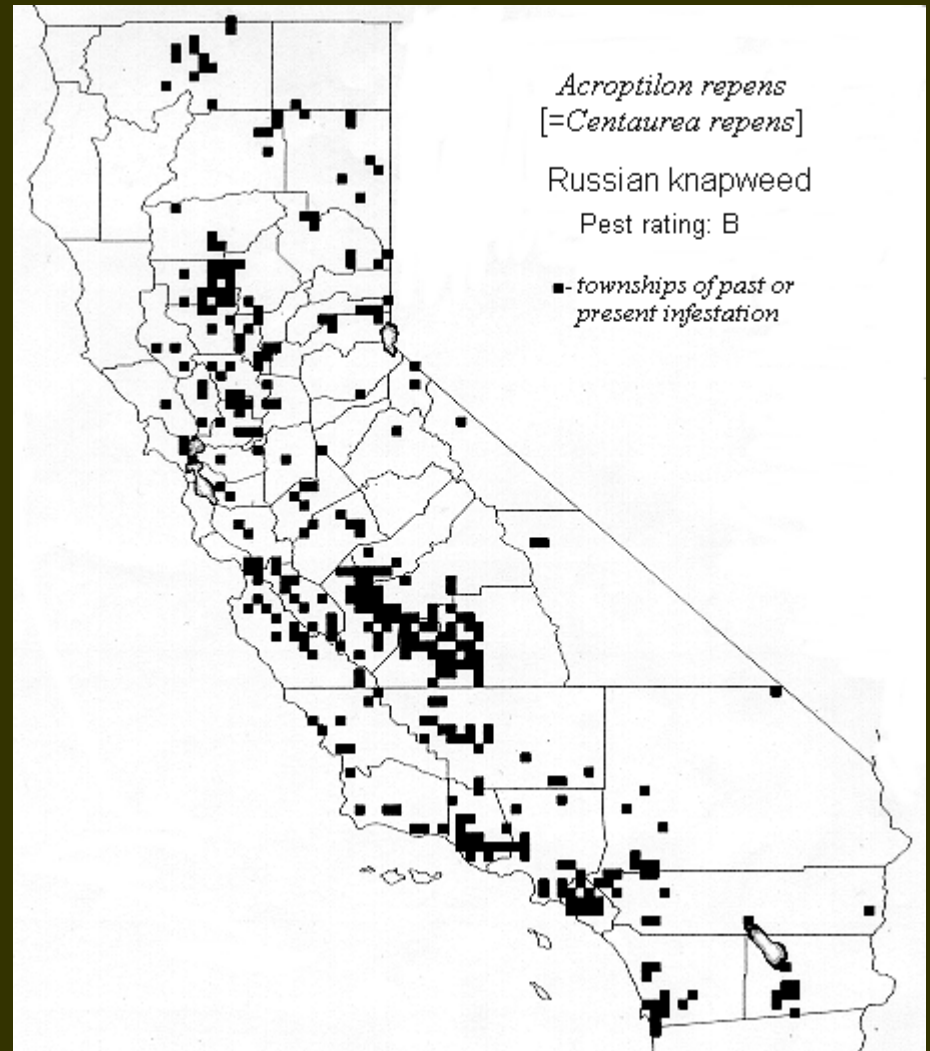 Acroptilon repens
[=Centaurea repens]
Russian knapweed
Pest rating: B
- townships of past or
present infestation